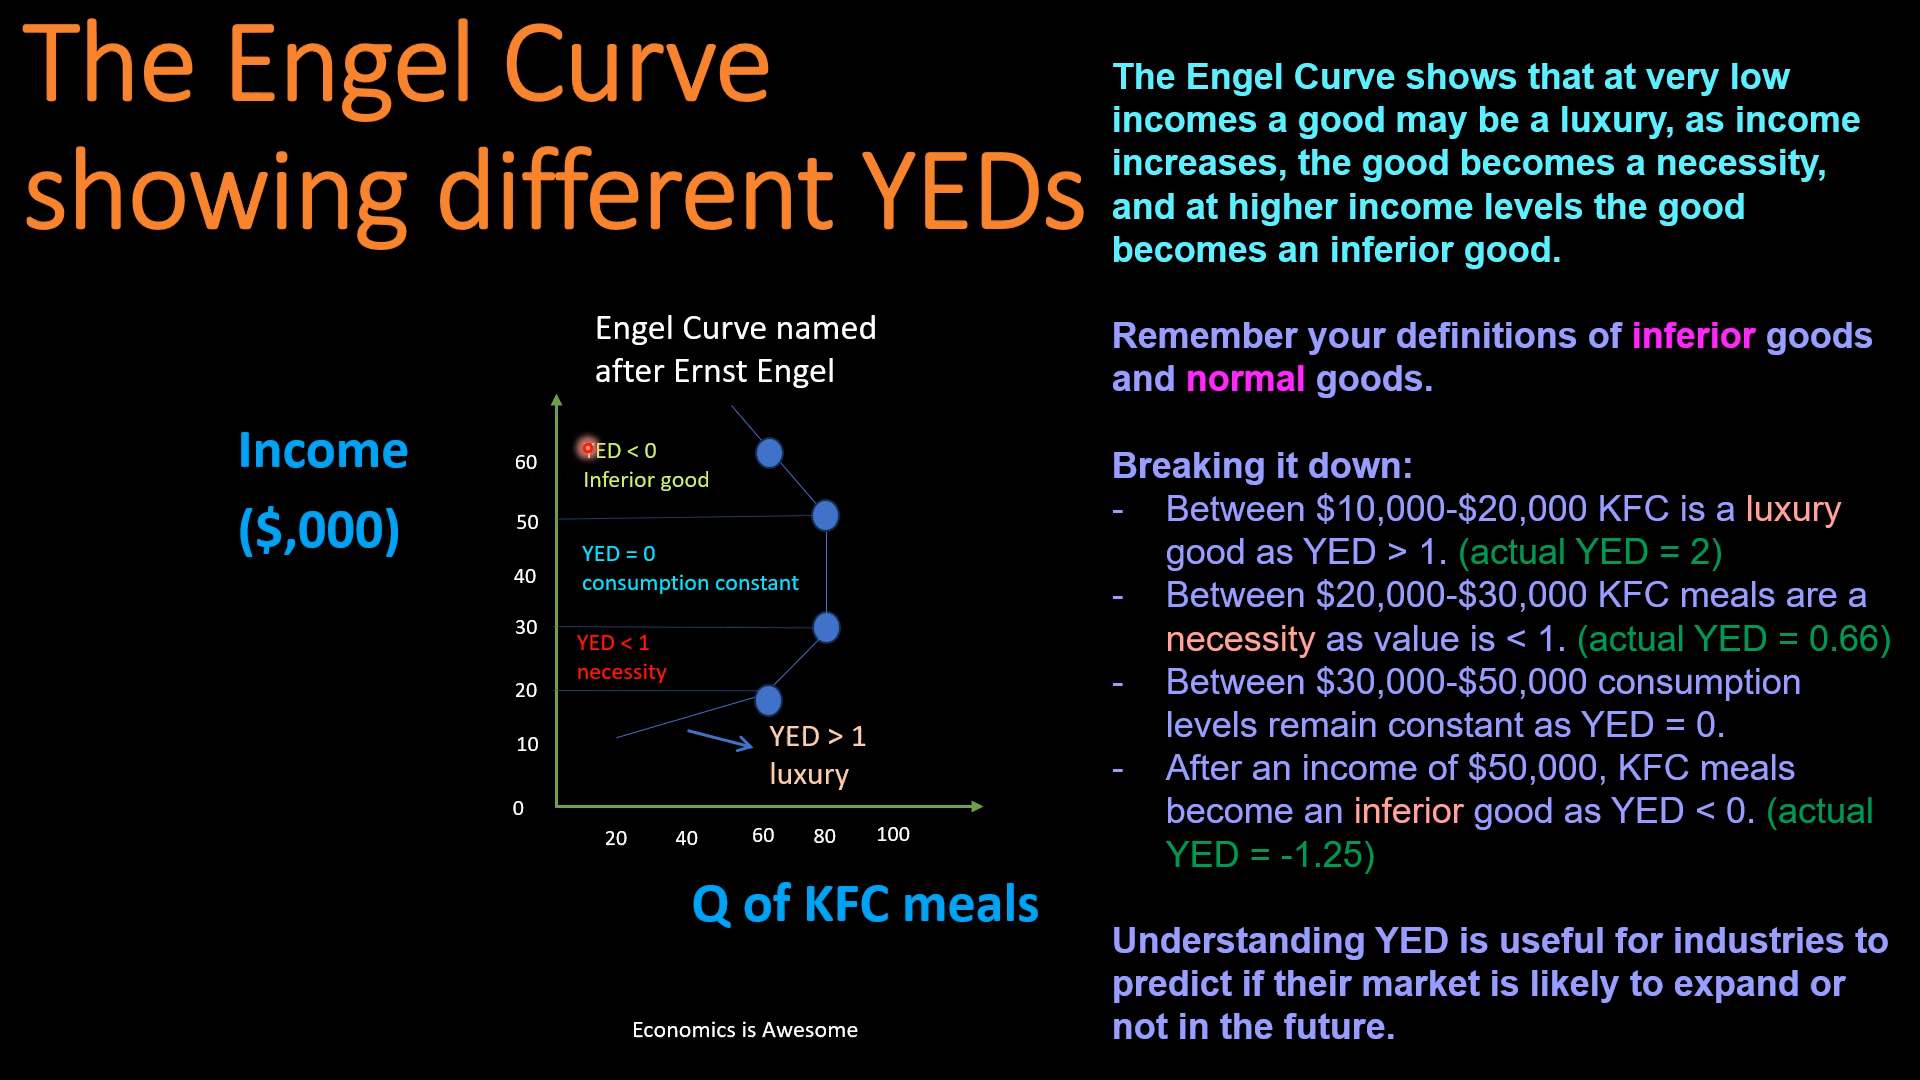 The Engel Curve
showing different YEDs
Engel Curve named
after Ernst Engel
Income
($,000)
60
50
40
30
20
10
0
YED < 0
Inferior good
YED = 0
consumption constant
YED < 1
necessity
YED > 1
luxury
20 40 60 80 100
Q of KFC meals
Economics is Awesome
The Engel Curve shows that at very low
incomes a good may be a luxury, as income
increases, the good becomes a necessity,
and at higher income levels the good
becomes an inferior good.
Remember your definitions of inferior goods
and normal goods.
Breaking it down:
- Between $10,000-$20,000 KFC is a luxury
good as YED > 1. (actual YED = 2)
- Between $20,000-$30,000 KFC meals are a
necessity as value is < 1. (actual YED = 0.66)
- Between $30,000-$50,000 consumption
levels remain constant as YED = 0.
- After an income of $50,000, KFC meals
become an inferior good as YED < 0. (actual
YED = -1.25)
Understanding YED is useful for industries to
predict if their market is likely to expand or
not in the future.